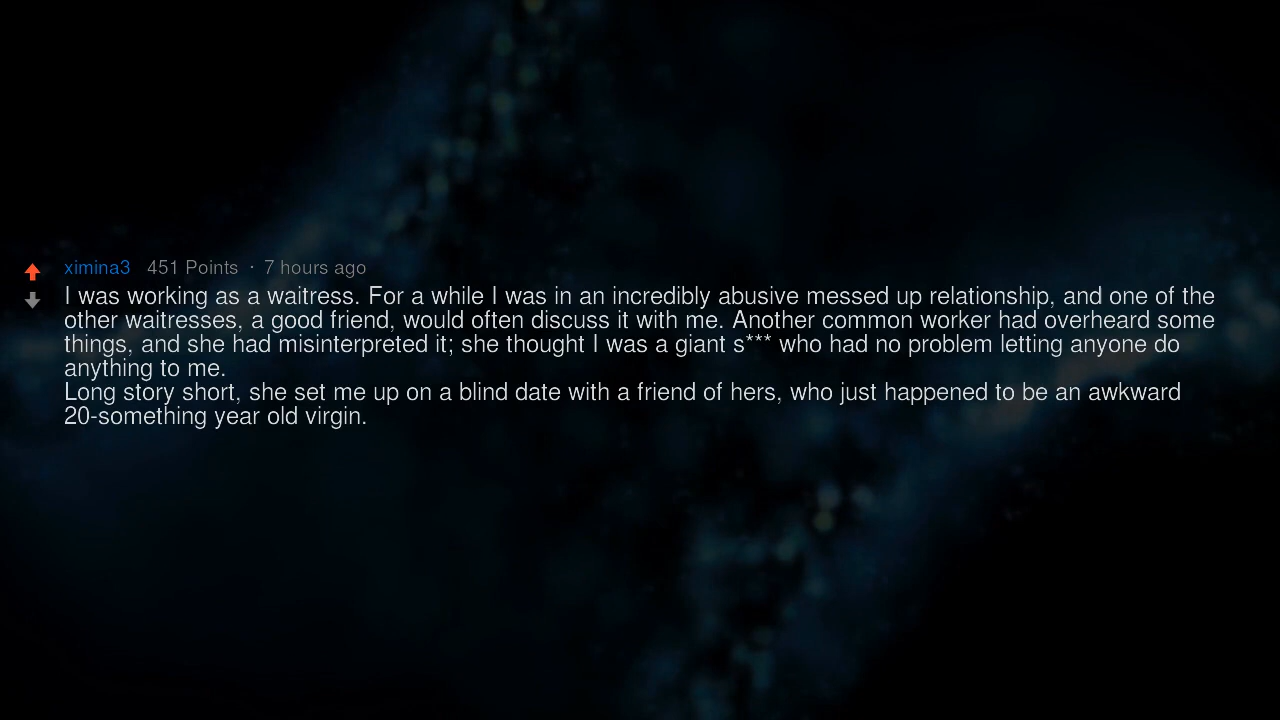 ximina3 451 Points · 7 hours ago
I was working as a waitress. For a while I was in an incredibly abusive messed up relationship, and one of the
other waitresses, a good friend, would often discuss it with me. Another common worker had overheard some
things, and she had misinterpreted it; she thought I was a giant s*** who had no problem letting anyone do
anything to me.
Long story short, she set me up on a blind date with a friend of hers, who just happened to be an awkward
20-something year old virgin.